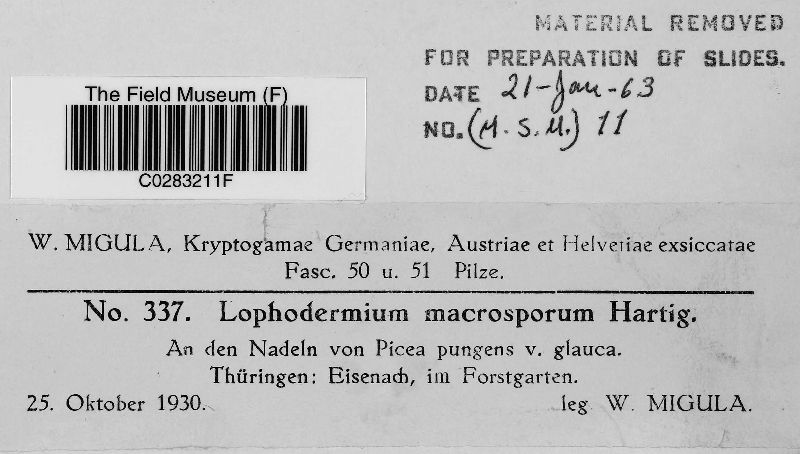 MATERIAL REMOVED
FOR PREPARATION OF SLIDES.
DATE 21-Jan-63
NO. (M.S.M.) 11
The Field Museum (F)
C0283211F
W. MIGULA, Kryptogamae Germaniae, Austriae et Helvetiae exsiccatae
Fasc. 50 u. 51 Pilze.
No. 337. Lophodermium macrosporum Hartig.
An den Nadeln von Picea pungens v. glauca.
Thüringen: Eisenach, im Forstgarten.
25. Oktober 1930. leg W. MIGULA.